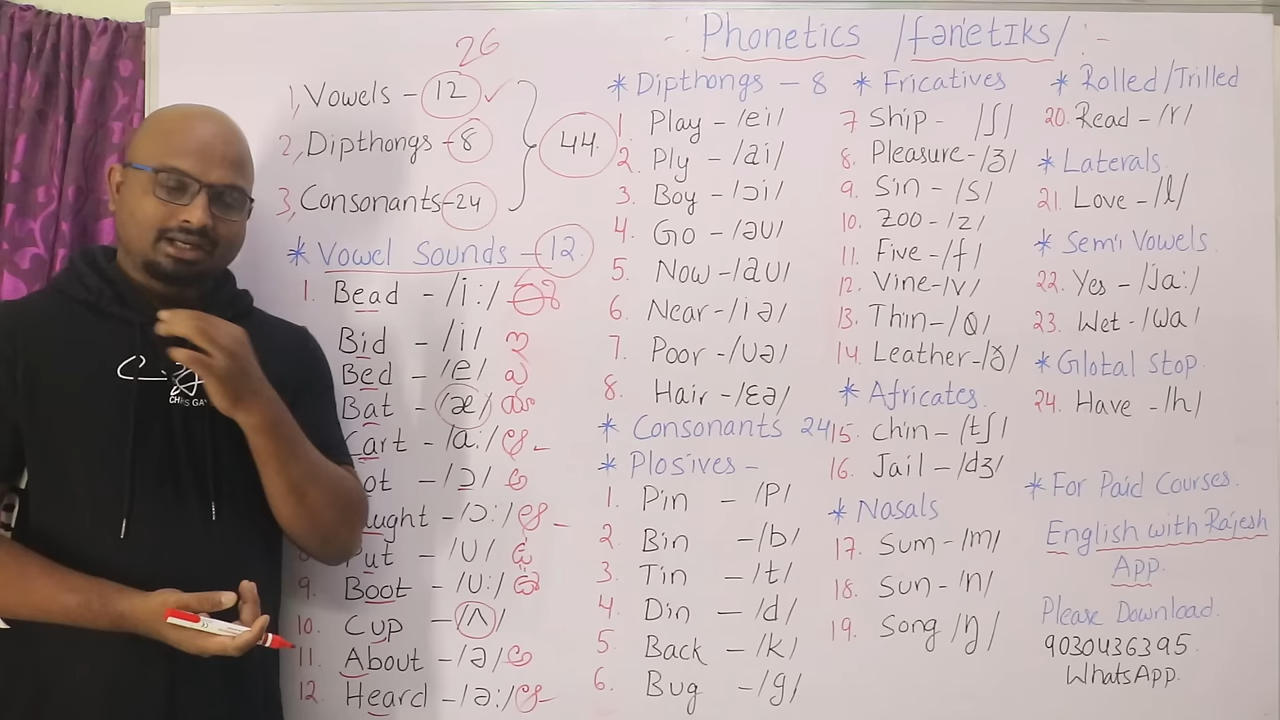 -: Phonetics /fənetɪks/ :-
26
1, Vowels - 12 ✓
2, Dipthongs - 8
3, Consonants - 24
44
* Vowel Sounds - 12
1. Bead - /i:/ ఈ
Bid - /i/ ఇ
Bed - /e/ ఎ
Bat - /æ/
Cart - /a:/ ఆ-
ot - /ɔ/ అ
ught - /ɔ:/ ఆ-
8. Put - /ʊ/ ఉ
9. Boot - /ʊ:/ ఊ
10. Cup - /ʌ/
11. About - /ə/ అ
12. Heard - /ə:/ ఆ-
* Dipthongs - 8
1. Play - /ei/
2. Ply - /ai/
3. Boy - /ɔi/
4. Go - /əʊ/
5. Now - /aʊ/
6. Near - /iə/
7. Poor - /ʊə/
8. Hair - /ɛə/
* Consonants 24
* Plosives -
1. Pin - /P/
2. Bin - /b/
3. Tin - /t/
4. Din - /d/
5. Back - /k/
6. Bug - /g/
* Fricatives
7 Ship - /ʃ/
8. Pleasure - /ʒ/
9. Sin - /s/
10. Zoo - /z/
11. Five - /f/
12. Vine - /v/
13. Thin - /θ/
14. Leather - /ð/
* Africates
15. Chin - /tʃ/
16. Jail - /dʒ/
* Nasals
17. Sum - /m/
18. Sun - /n/
19. Song /ŋ/
* Rolled/Trilled
20. Read - /r/
* Laterals
21. Love - /l/
* Semi Vowels
22. Yes - /ja:/
23. Wet - /wa/
* Glotal stop
24. Have - /h/
* For Paid Courses.
English with Rajesh
App.
Please Download.
9030436395
WhatsApp.